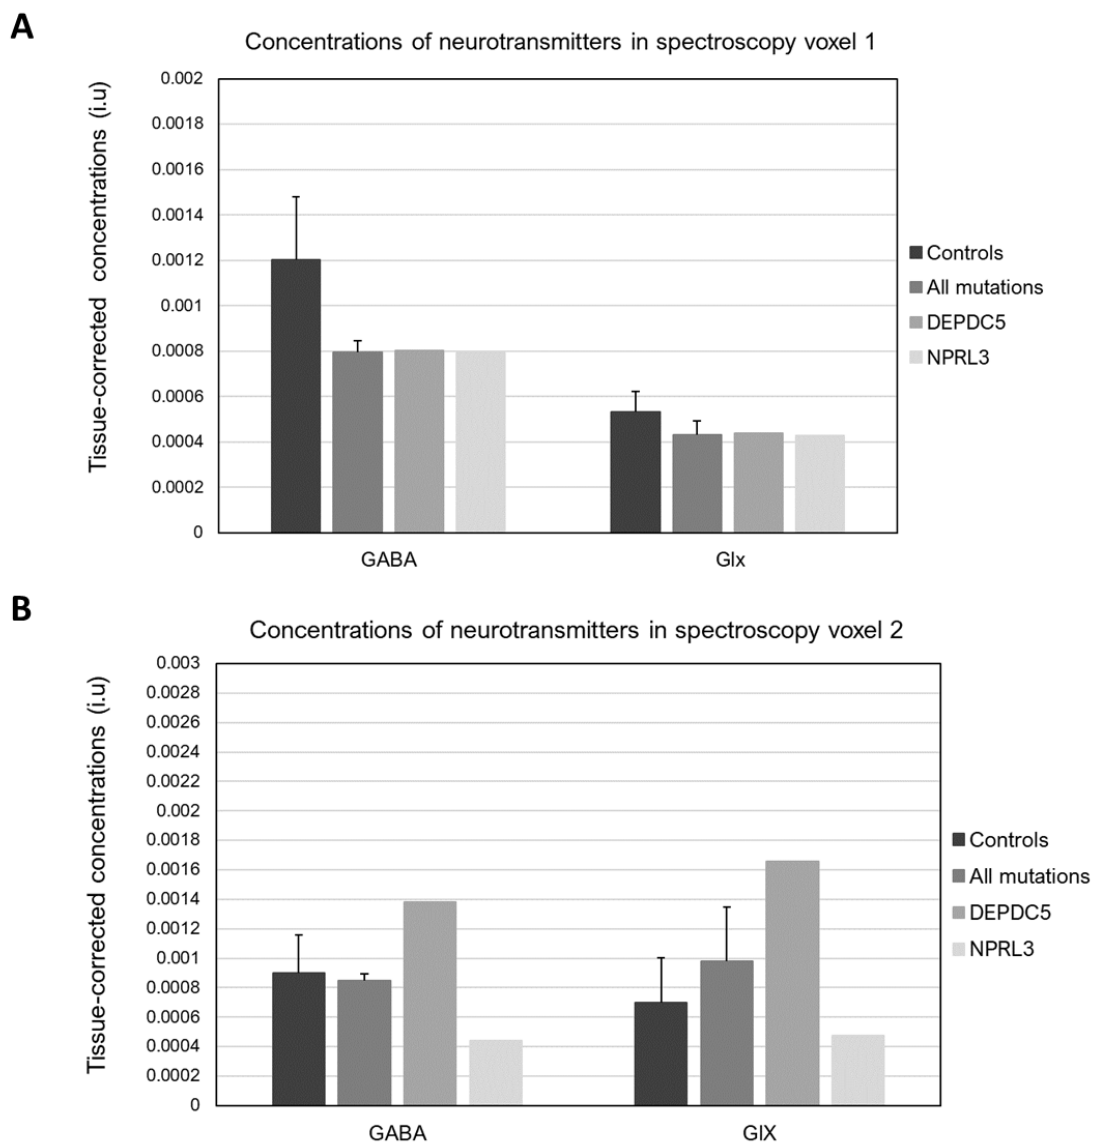 A
Concentrations of neurotransmitters in spectroscopy voxel 1
Tissue-corrected concentrations (i.u)
0.002
0.0018
0.0016
0.0014
0.0012
0.001
0.0008
0.0006
0.0004
0.0002
0
GABA
Glx
Controls
All mutations
DEPDC5
NPRL3
B
Concentrations of neurotransmitters in spectroscopy voxel 2
Tissue-corrected concentrations (i.u)
0.003
0.0028
0.0026
0.0024
0.0022
0.002
0.0018
0.0016
0.0014
0.0012
0.001
0.0008
0.0006
0.0004
0.0002
0
GABA
GlX
Controls
All mutations
DEPDC5
NPRL3